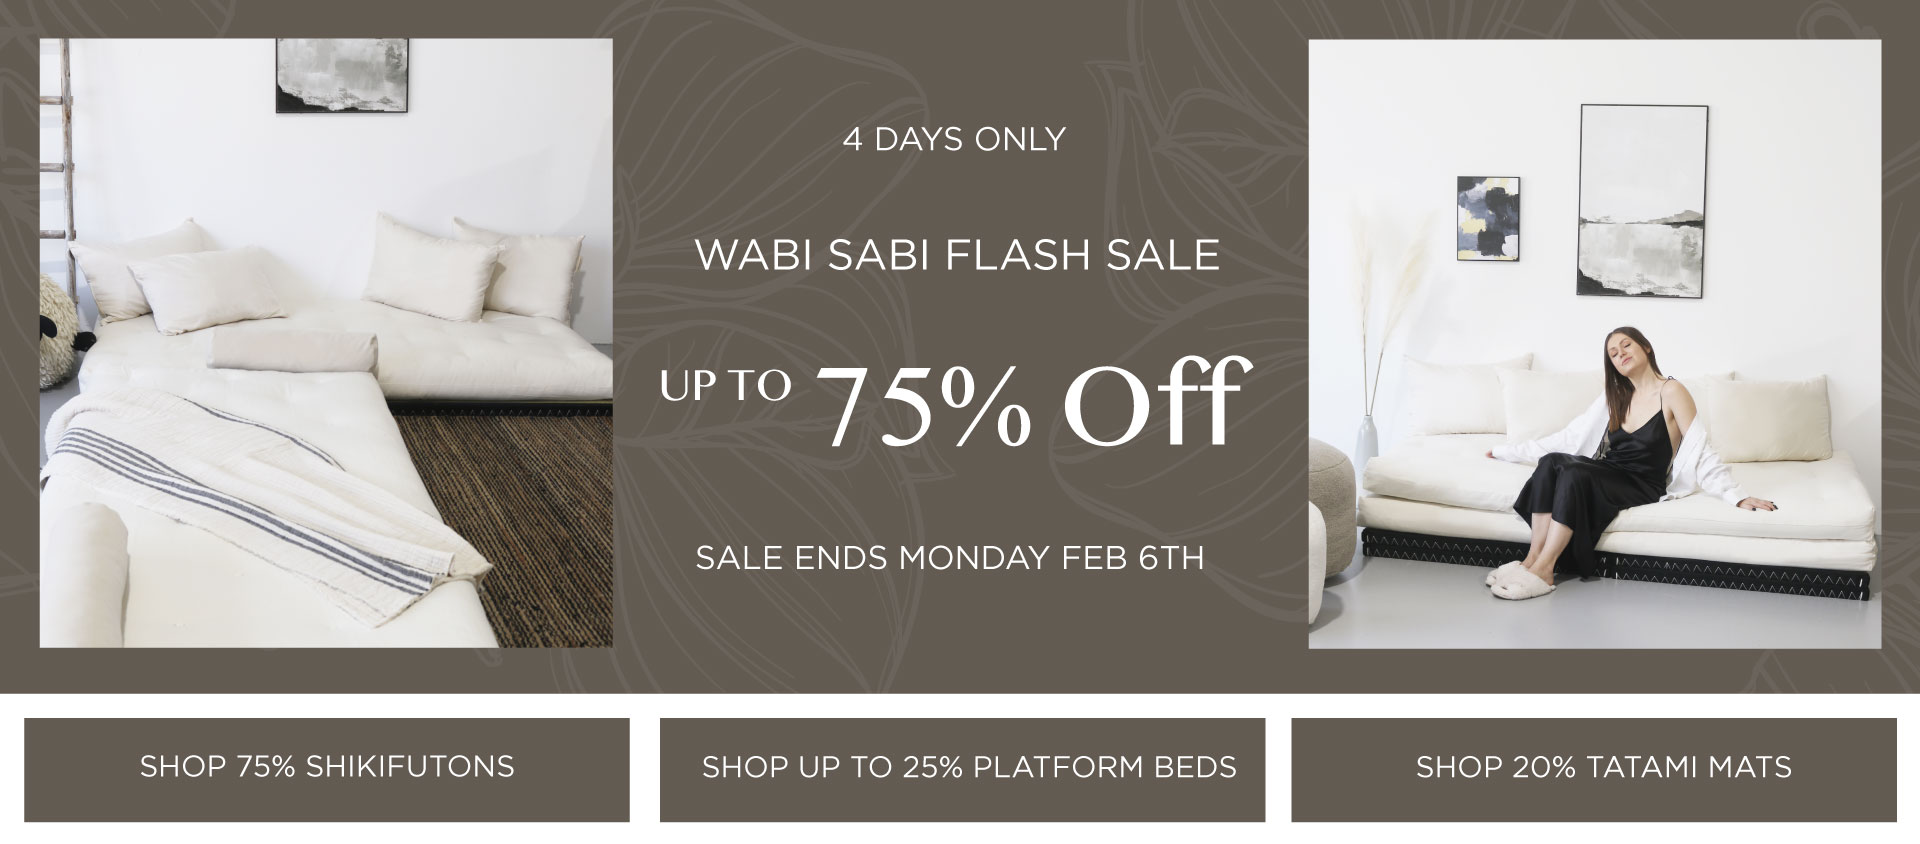 4 DAYS ONLY
WABI SABI FLASH SALE
UP TO 75% Off
SALE ENDS MONDAY FEB 6TH
SHOP 75% SHIKIFUTONS
SHOP UP TO 25% PLATFORM BEDS
SHOP 20% TATAMI MATS